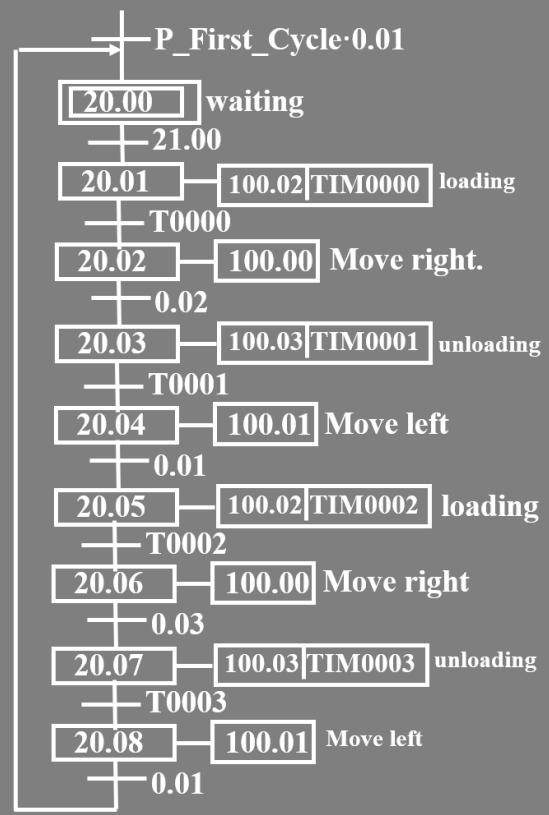 P_First_Cycle·0.01
20.00 waiting
21.00
20.01 100.02 TIM0000 loading
T0000
20.02 100.00 Move right.
0.02
20.03 100.03 TIM0001 unloading
T0001
20.04 100.01 Move left
0.01
20.05 100.02 TIM0002 loading
T0002
20.06 100.00 Move right
0.03
20.07 100.03 TIM0003 unloading
T0003
20.08 100.01 Move left
0.01